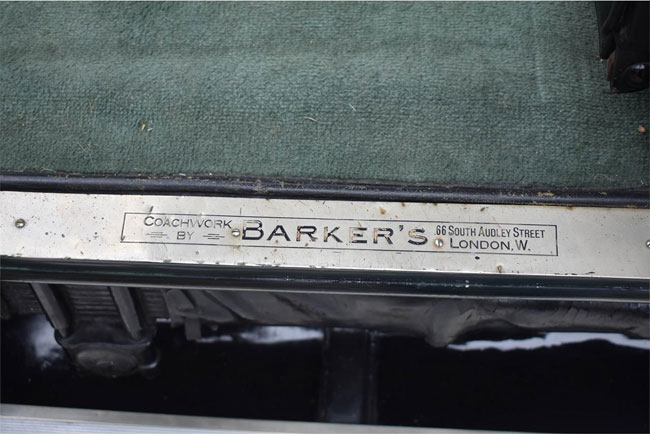 COACHWORK
BY
BARKER'S
66 SOUTH AUDLEY STREET
LONDON, W.